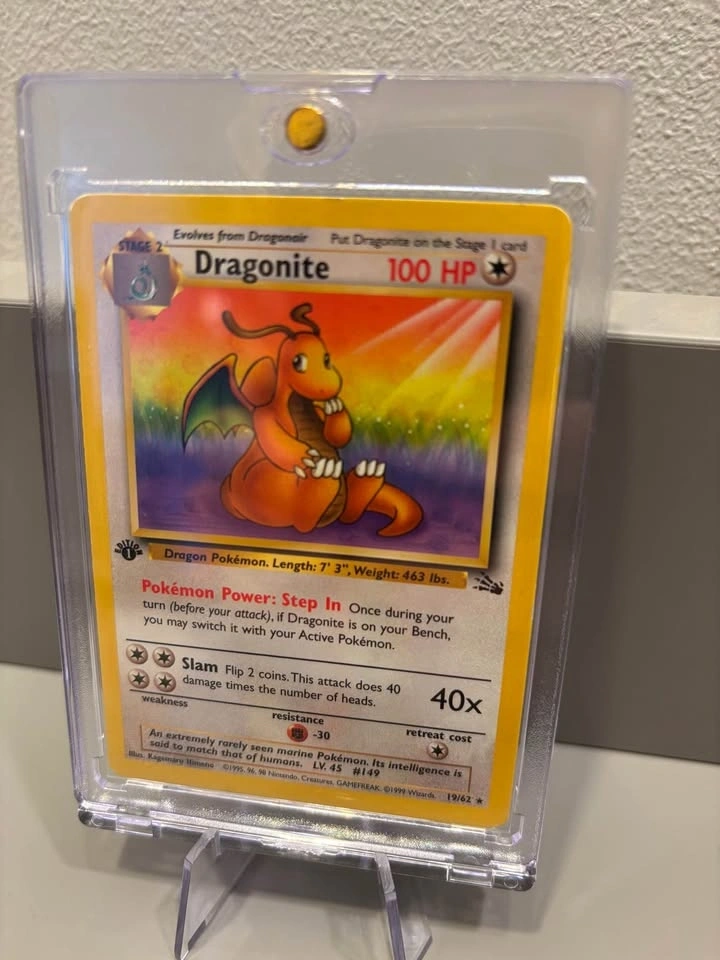 Evolves from Dragonair Put Dragonite on the Stage 1 card
STAGE 2
Dragonite 100 HP
EDITION
1
Dragon Pokémon. Length: 7' 3", Weight: 463 lbs.
Pokémon Power: Step In Once during your
turn (before your attack), if Dragonite is on your Bench,
you may switch it with your Active Pokémon.
Slam Flip 2 coins. This attack does 40
damage times the number of heads.
40x
weakness
resistance
retreat cost
-30
An extremely rarely seen marine Pokémon. Its intelligence is
said to match that of humans. LV. 45 #149
Illus. Kagemaru Himeno ©1995, 96, 98 Nintendo, Creatures, GAMEFREAK. ©1999 Wizards. 19/62